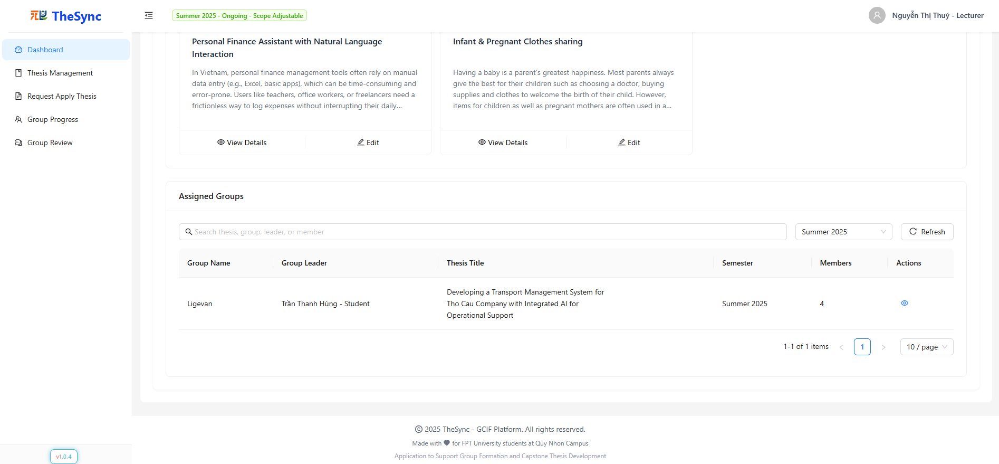 TheSync
Summer 2025 - Ongoing - Scope Adjustable
Nguyễn Thị Thuý - Lecturer
Dashboard
Thesis Management
Request Apply Thesis
Group Progress
Group Review
Personal Finance Assistant with Natural Language
Interaction
In Vietnam, personal finance management tools often rely on manual
data entry (e.g., Excel, basic apps), which can be time-consuming and
error-prone. Users like teachers, office workers, or freelancers need a
frictionless way to log expenses without interrupting their daily...
View Details
Edit
Infant & Pregnant Clothes sharing
Having a baby is a parent's greatest happiness. Most parents always
give the best for their children such as choosing a doctor, buying
supplies and clothes to welcome the birth of their child. However,
items for children as well as pregnant mothers are often used in a...
View Details
Edit
Assigned Groups
Search thesis, group, leader, or member
Summer 2025
Refresh
Group Name Group Leader Thesis Title Semester Members Actions
Ligevan
Trần Thanh Hùng - Student
Developing a Transport Management System for
Tho Cau Company with Integrated AI for
Operational Support
Summer 2025
4
1-1 of 1 items
1
10 / page
© 2025 TheSync - GCIF Platform. All rights reserved.
Made with ♥ for FPT University students at Quy Nhon Campus
Application to Support Group Formation and Capstone Thesis Development
v1.0.4